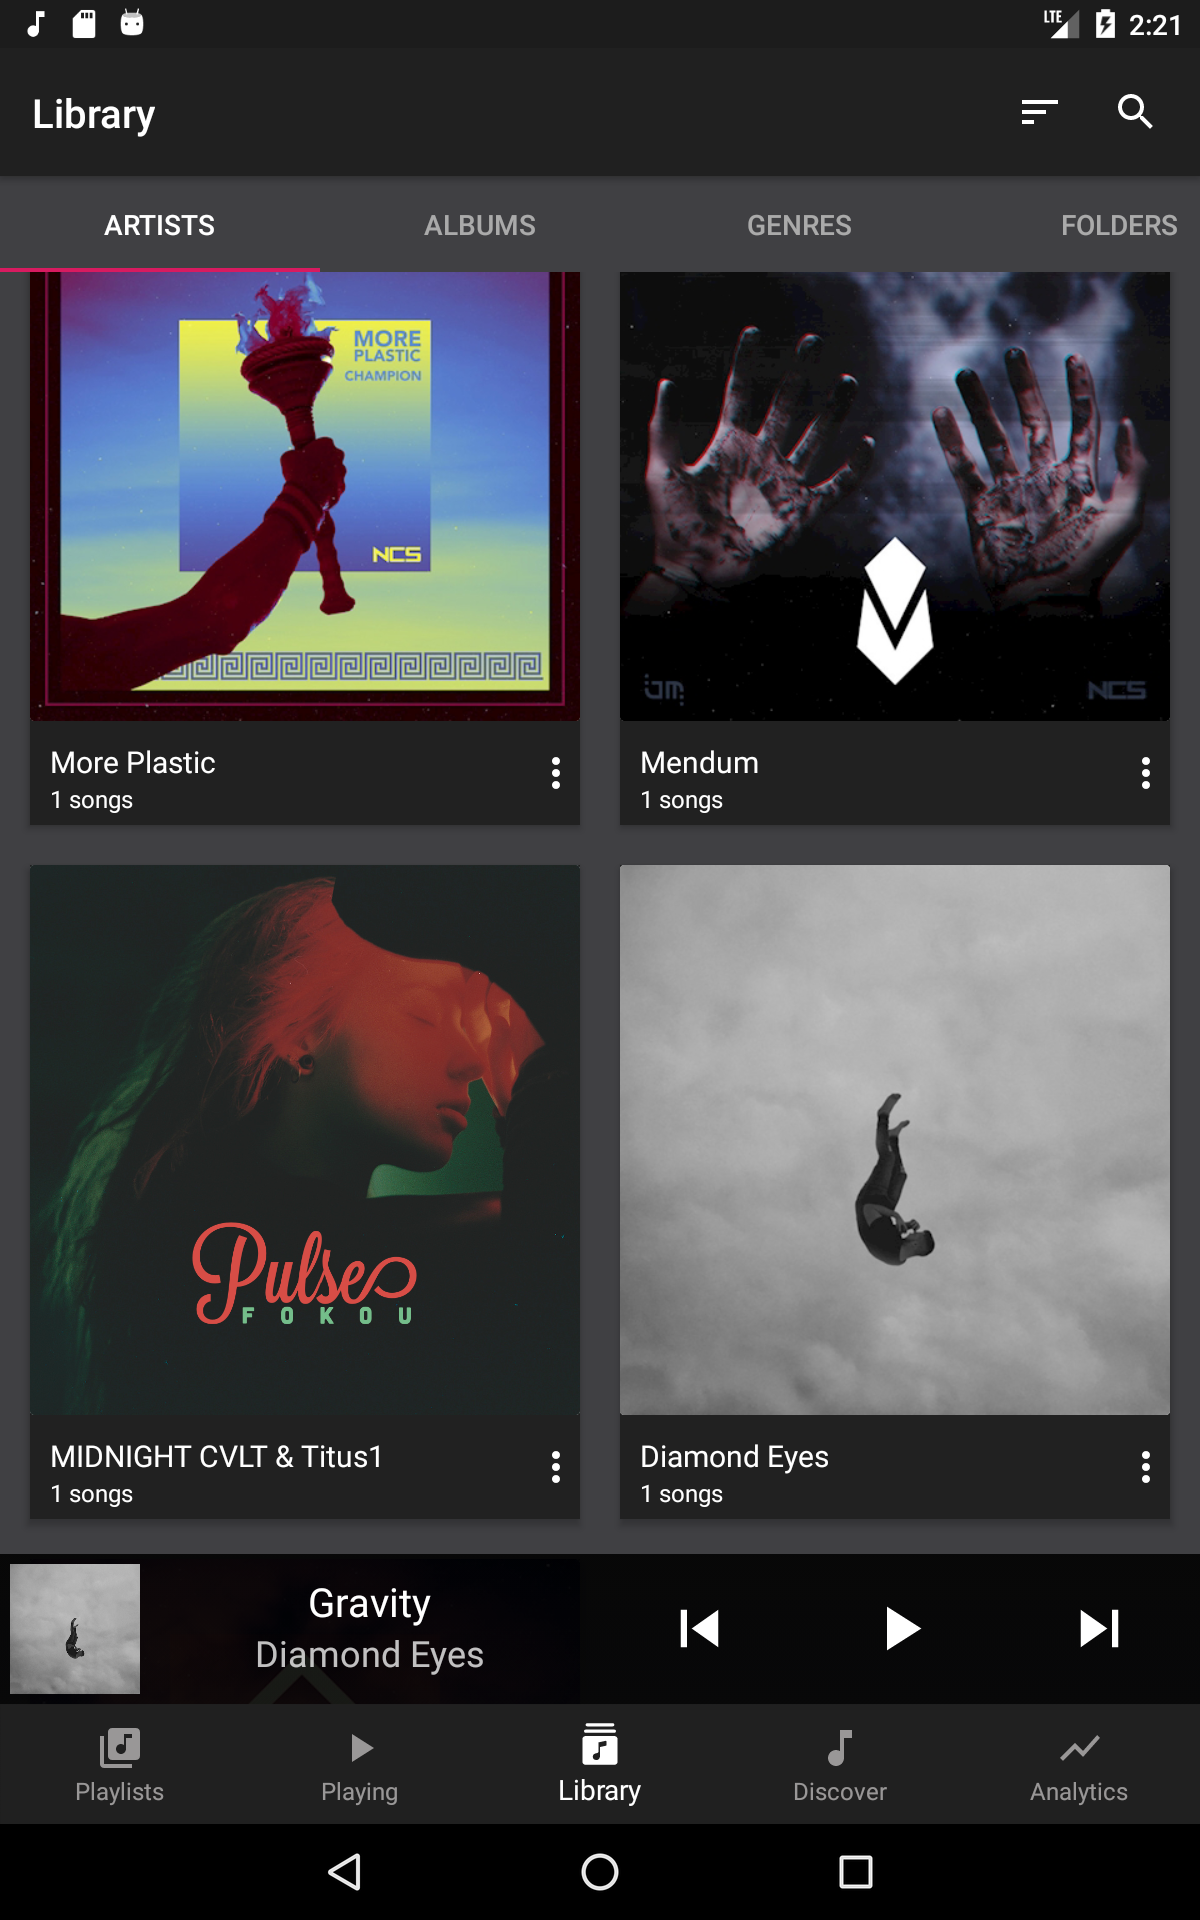 LTE 2:21
Library
ARTISTS ALBUMS GENRES FOLDERS
MORE
PLASTIC
CHAMPION
NCS
JM NCS
More Plastic
1 songs
Mendum
1 songs
Pulse
FOKOU
MIDNIGHT CVLT & Titus1
1 songs
Diamond Eyes
1 songs
Gravity
Diamond Eyes
Playlists Playing Library Discover Analytics